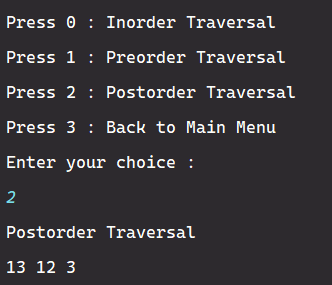 Press 0 : Inorder Traversal
Press 1 : Preorder Traversal
Press 2 : Postorder Traversal
Press 3 : Back to Main Menu
Enter your choice :
2
Postorder Traversal
13 12 3